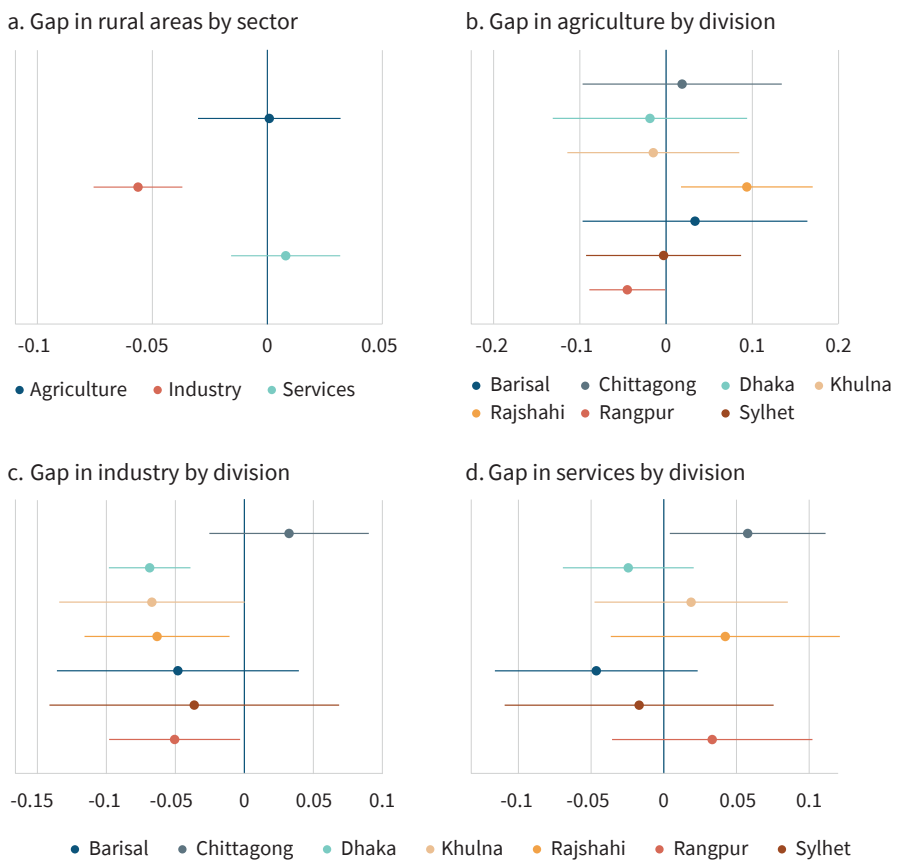 a. Gap in rural areas by sector
-0.1 -0.05 0 0.05
Agriculture Industry Services
b. Gap in agriculture by division
-0.2 -0.1 0 0.1 0.2
Barisal Chittagong Dhaka Khulna
Rajshahi Rangpur Sylhet
c. Gap in industry by division
-0.15 -0.1 -0.05 0 0.05 0.1
d. Gap in services by division
-0.1 -0.05 0 0.05 0.1
Barisal Chittagong Dhaka Khulna Rajshahi Rangpur Sylhet